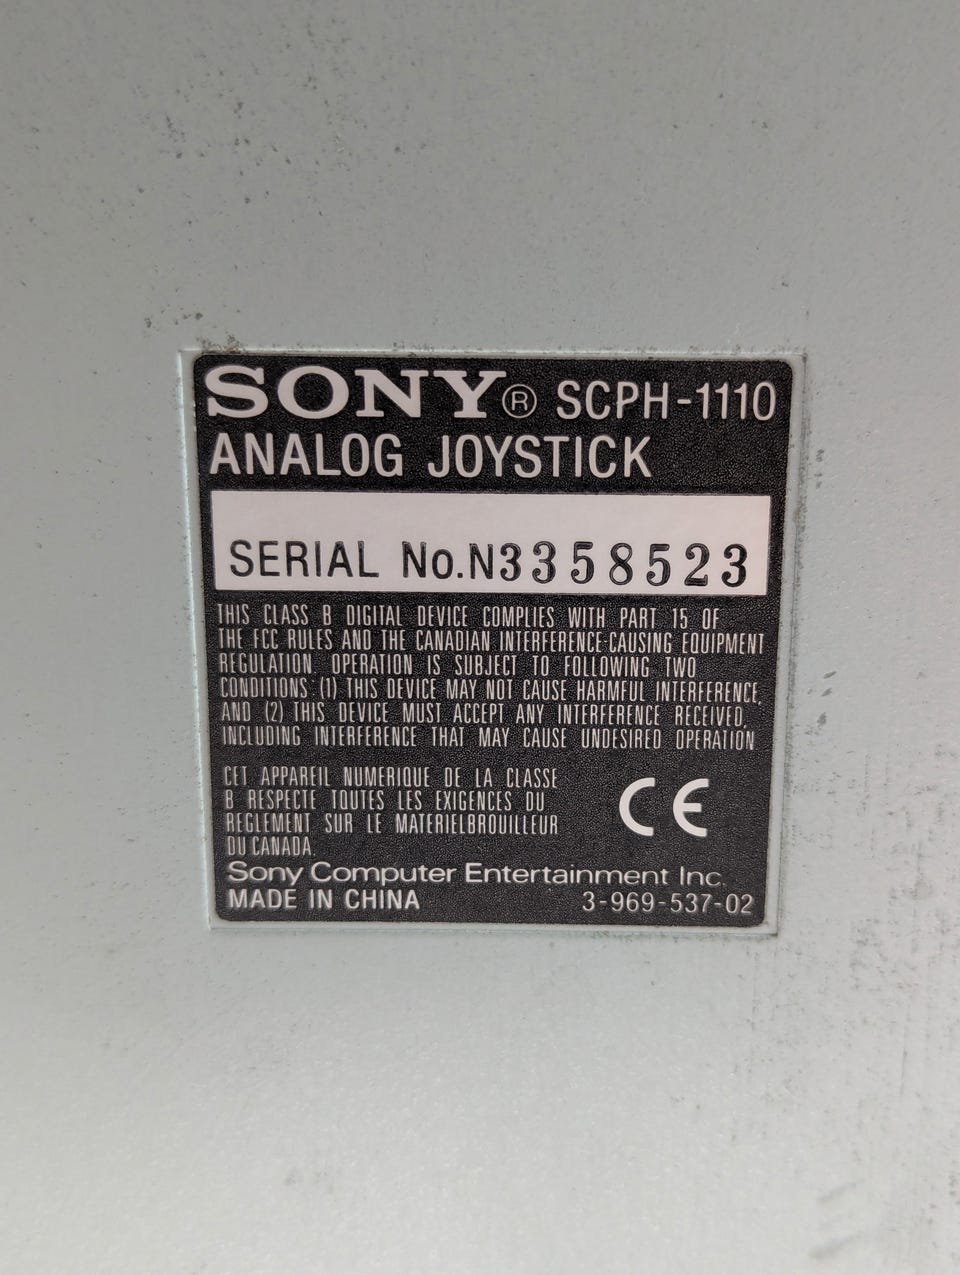 SONY® SCPH-1110
ANALOG JOYSTICK
SERIAL No.N3358523
THIS CLASS B DIGITAL DEVICE COMPLIES WITH PART 15 OF
THE FCC RULES AND THE CANADIAN INTERFERENCE-CAUSING EQUIPMENT
REGULATION. OPERATION IS SUBJECT TO FOLLOWING TWO
CONDITIONS: (1) THIS DEVICE MAY NOT CAUSE HARMFUL INTERFERENCE,
AND (2) THIS DEVICE MUST ACCEPT ANY INTERFERENCE RECEIVED,
INCLUDING INTERFERENCE THAT MAY CAUSE UNDESIRED OPERATION
CET APPAREIL NUMERIQUE DE LA CLASSE
B RESPECTE TOUTES LES EXIGENCES DU
REGLEMENT SUR LE MATERIELBROUILLEUR
DU CANADA.
CE
Sony Computer Entertainment Inc.
MADE IN CHINA 3-969-537-02